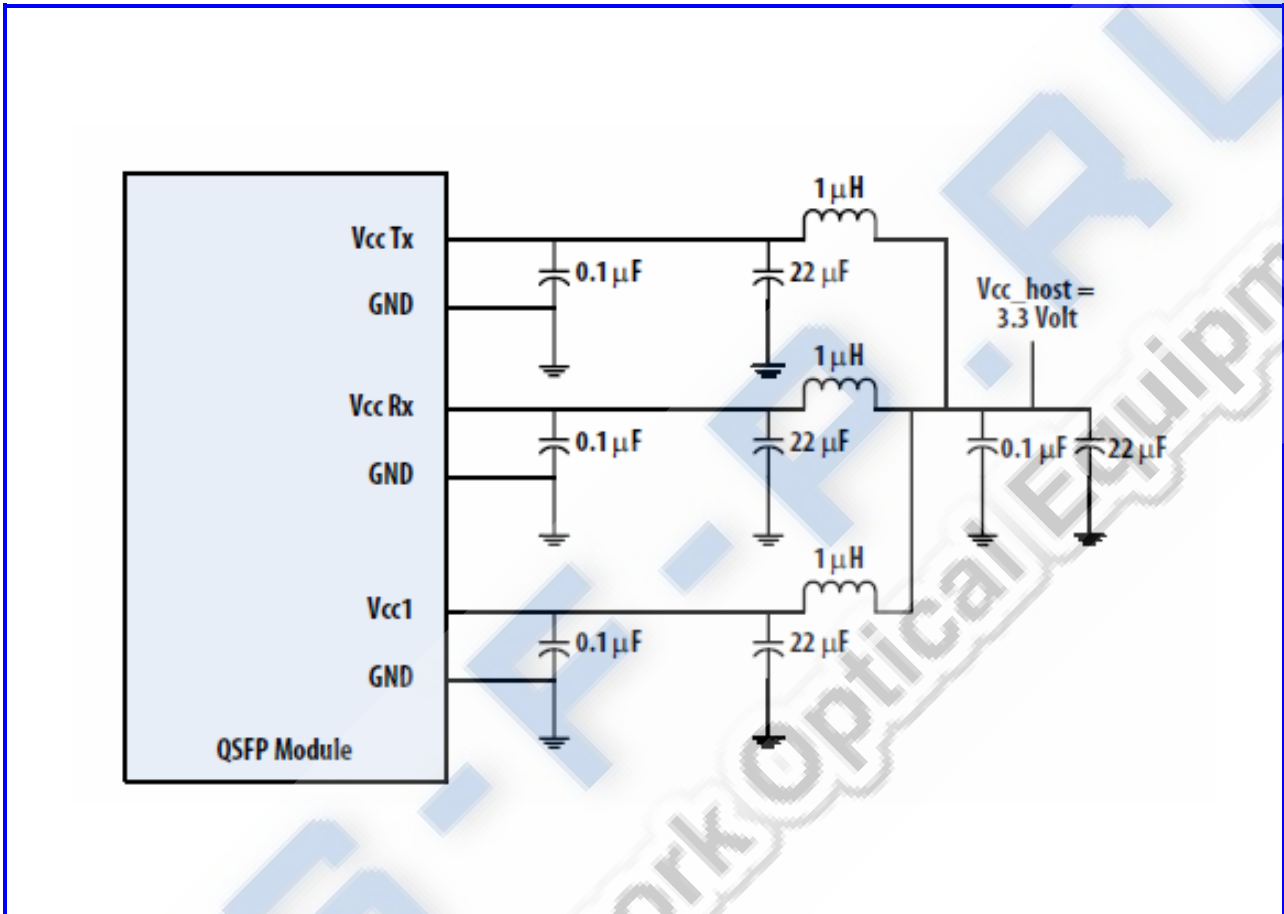 1 μH
Vcc Tx
0.1 μF
22 μF
GND
Vcc_host =
3.3 Volt
1 μH
Vcc Rx
0.1 μF
22 μF
0.1 μF
22 μF
GND
1 μH
Vcc1
0.1 μF
22 μF
GND
QSFP Module
Optical